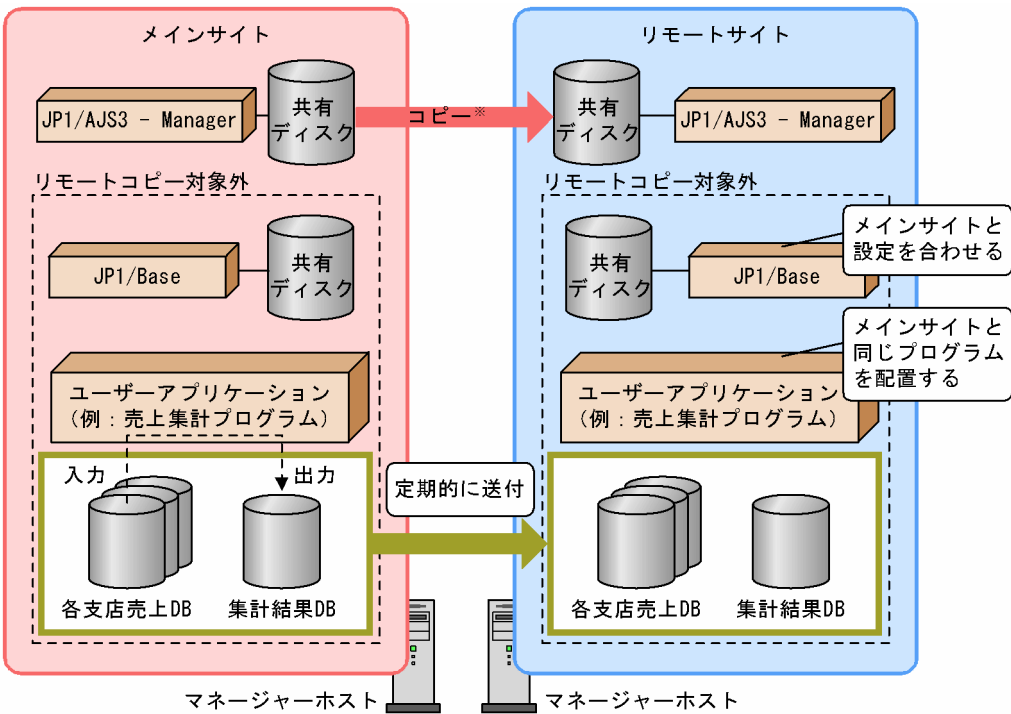 メインサイト
JP1/AJS3 - Manager
共有
ディスク
コピー※
リモートコピー対象外
JP1/Base
共有
ディスク
ユーザーアプリケーション
(例：売上集計プログラム)
入力
出力
各支店売上DB
集計結果DB
マネージャーホスト
定期的に送付
リモートサイト
共有
ディスク
JP1/AJS3 - Manager
リモートコピー対象外
共有
ディスク
JP1/Base
メインサイトと
設定を合わせる
メインサイトと
同じプログラム
を配置する
ユーザーアプリケーション
(例：売上集計プログラム)
各支店売上DB
集計結果DB
マネージャーホスト